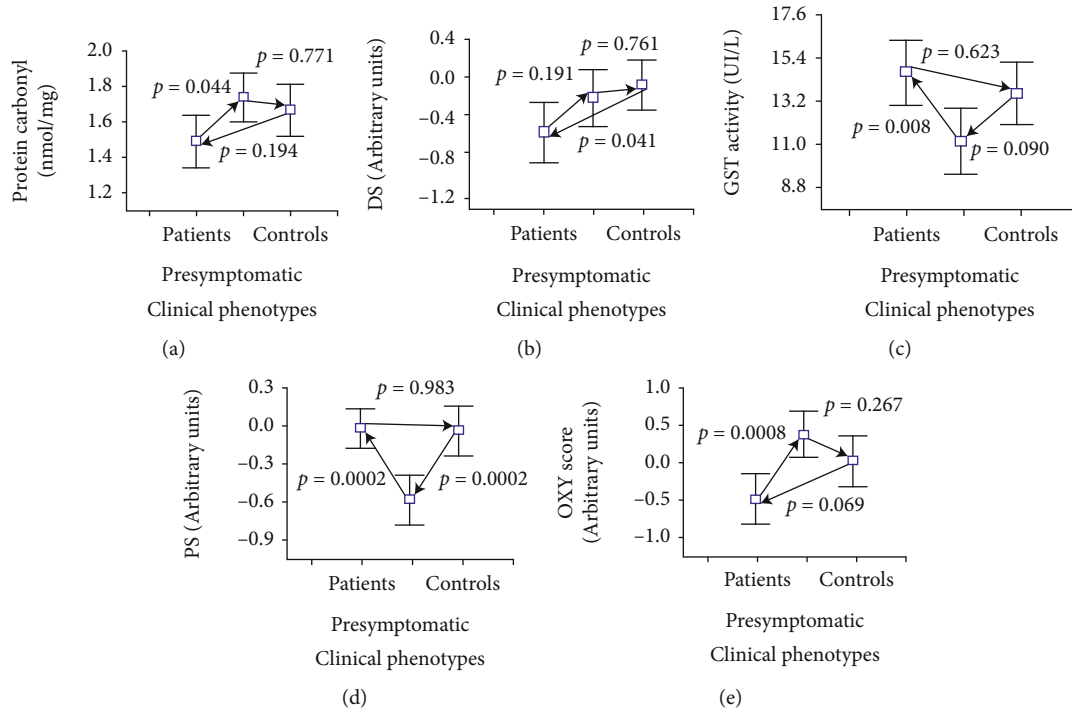 Protein carbonyl
(nmol/mg)
2.0
1.8
1.6
1.4
1.2
p = 0.771
p = 0.044
p = 0.194
Patients
Controls
Presymptomatic
Clinical phenotypes
(a)
DS (Arbitrary units)
0.4
0.0
−0.4
−0.8
−1.2
p = 0.761
p = 0.191
p = 0.041
Patients
Controls
Presymptomatic
Clinical phenotypes
(b)
GST activity (UI/L)
17.6
15.4
13.2
11.0
8.8
p = 0.623
p = 0.008
p = 0.090
Patients
Controls
Presymptomatic
Clinical phenotypes
(c)
PS (Arbitrary units)
0.3
0.0
−0.3
−0.6
−0.9
p = 0.983
p = 0.0002
p = 0.0002
Patients
Controls
Presymptomatic
Clinical phenotypes
(d)
OXY score
(Arbitrary units)
1.0
0.5
0.0
−0.5
−1.0
p = 0.267
p = 0.0008
p = 0.069
Patients
Controls
Presymptomatic
Clinical phenotypes
(e)